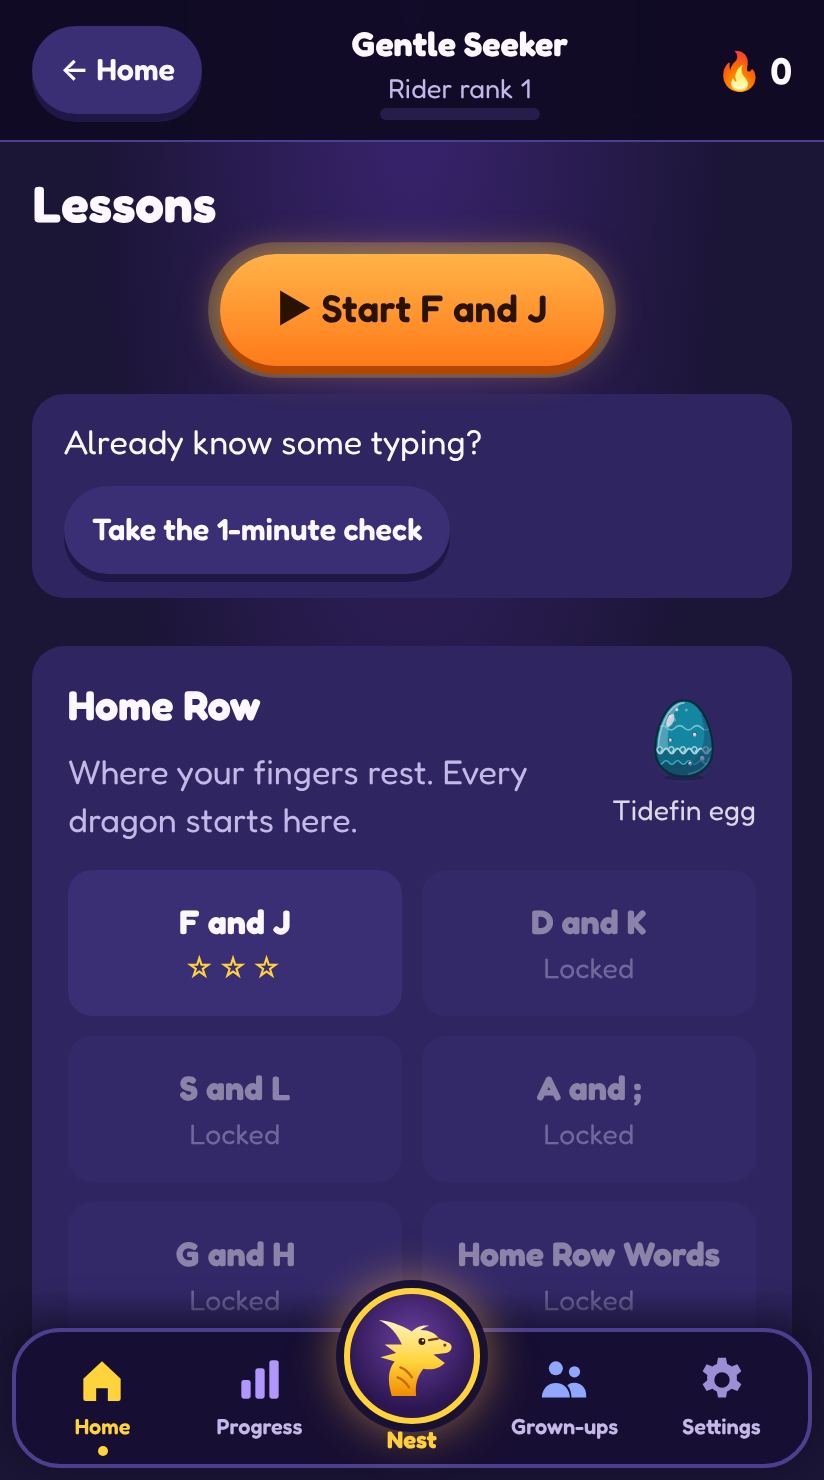 ← Home
Gentle Seeker
Rider rank 1
🔥 0
Lessons
▶ Start F and J
Already know some typing?
Take the 1-minute check
Home Row
Where your fingers rest. Every
dragon starts here.
Tidefin egg
F and J
☆ ☆ ☆
D and K
Locked
S and L
Locked
A and ;
Locked
G and H
Locked
Home Row Words
Locked
Home
Progress
Nest
Grown-ups
Settings